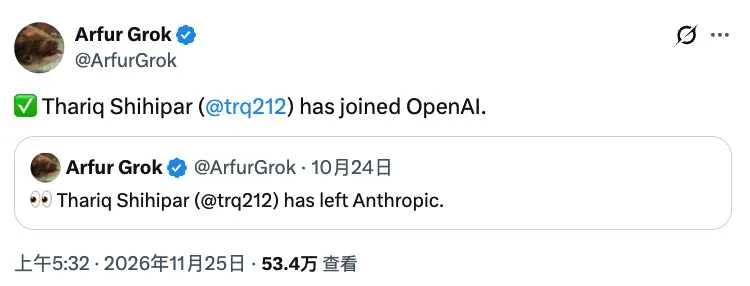 Arfur Grok
@ArfurGrok
✅ Thariq Shihipar (@trq212) has joined OpenAI.
Arfur Grok @ArfurGrok · 10月24日
👀 Thariq Shihipar (@trq212) has left Anthropic.
上午5:32 · 2026年11月25日 · 53.4万 查看